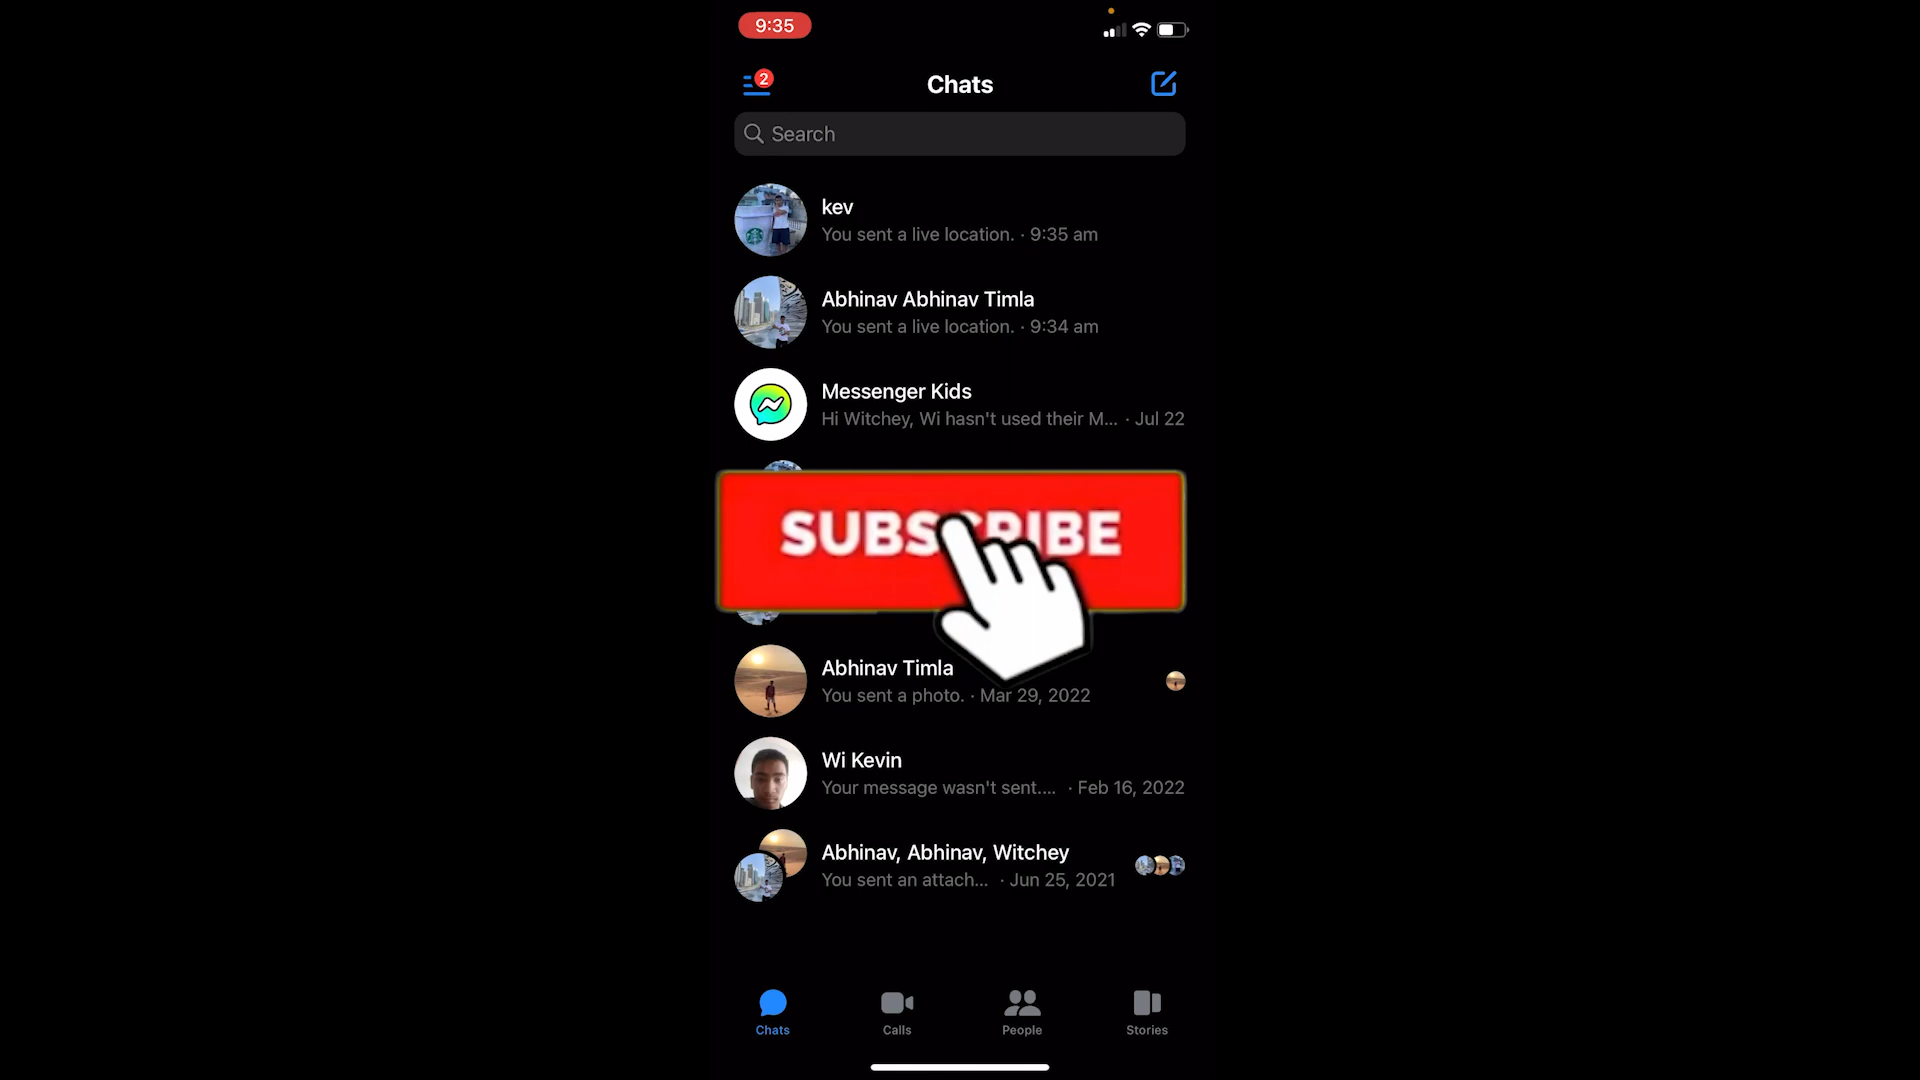 9:35
2
Chats
Search
kev
You sent a live location. · 9:35 am
Abhinav Abhinav Timla
You sent a live location. · 9:34 am
Messenger Kids
Hi Witchey, Wi hasn't used their M... · Jul 22
SUBSCRIBE
Abhinav Timla
You sent a photo. · Mar 29, 2022
Wi Kevin
Your message wasn't sent.... · Feb 16, 2022
Abhinav, Abhinav, Witchey
You sent an attach... · Jun 25, 2021
Chats
Calls
People
Stories